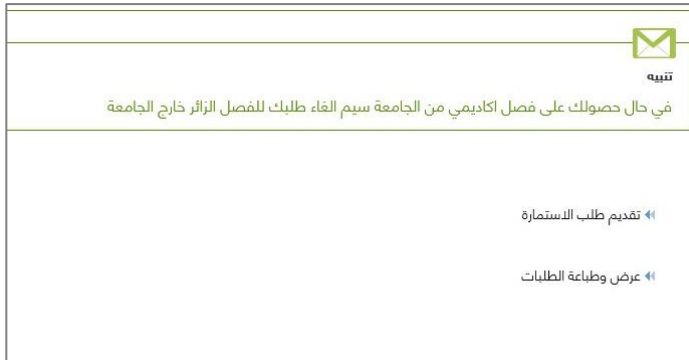 تنبيه
في حال حصولك على فصل اكاديمي من الجامعة سيم الغاء طلبك للفصل الزائر خارج الجامعة
تقديم طلب الاستمارة
عرض وطباعة الطلبات